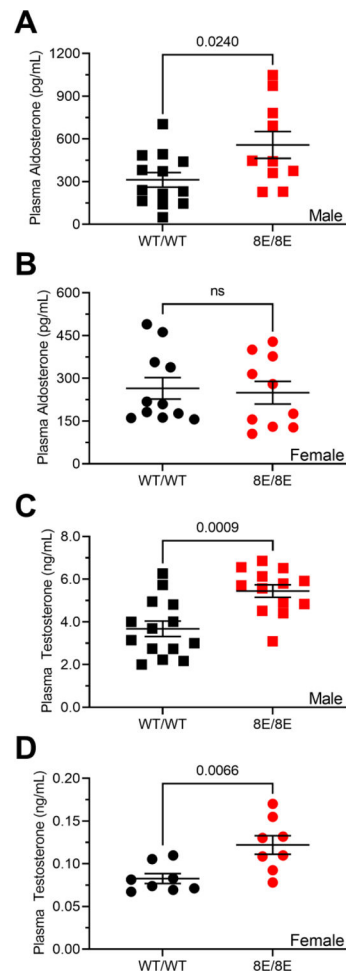 A
0.0240
1200
900
600
300
0
Plasma Aldosterone (pg/mL)
Male
WT/WT
8E/8E
B
ns
600
450
300
150
0
Plasma Aldosterone (pg/mL)
Female
WT/WT
8E/8E
C
0.0009
8.0
6.0
4.0
2.0
0.0
Plasma Testosterone (ng/mL)
Male
WT/WT
8E/8E
D
0.0066
0.20
0.15
0.10
0.05
0.00
Plasma Testosterone (ng/mL)
Female
WT/WT
8E/8E